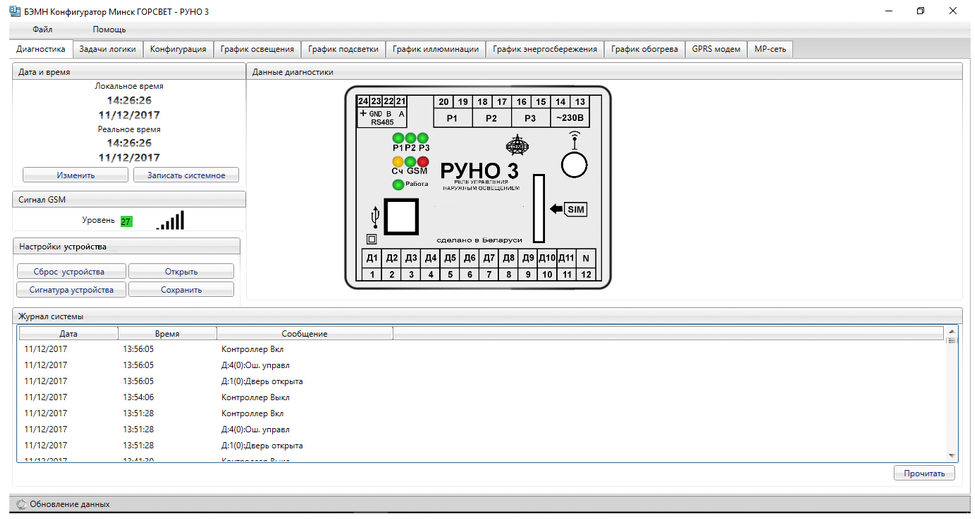 БЭМН Конфигуратор Минск ГОРСВЕТ - РУНО 3
Файл Помощь
Диагностика Задачи логики Конфигурация График освещения График подсветки График иллюминации График энергосбережения График обогрева GPRS модем МР-сеть
Дата и время
Локальное время
14:26:26
11/12/2017
Реальное время
14:26:26
11/12/2017
Изменить Записать системное
Сигнал GSM
Уровень 27
Настройки устройства
Сброс устройства Открыть
Сигнатура устройства Сохранить
Данные диагностики
24 23 22 21 20 19 18 17 16 15 14 13
+ GND B A P1 P2 P3 ~230В
RS485
P1 P2 P3
Сч GSM
Работа
РУНО 3
РЕЛЕ УПРАВЛЕНИЯ
НАРУЖНЫМ ОСВЕЩЕНИЕМ
SIM
сделано в Беларуси
Д1 Д2 Д3 Д4 Д5 Д6 Д7 Д8 Д9 Д10 Д11 N
1 2 3 4 5 6 7 8 9 10 11 12
Журнал системы
Дата Время Сообщение
11/12/2017 13:56:05 Контроллер Вкл
11/12/2017 13:56:05 Д:4(0):Ош. управл
11/12/2017 13:56:05 Д:1(0):Дверь открыта
11/12/2017 13:54:06 Контроллер Выкл
11/12/2017 13:51:28 Контроллер Вкл
11/12/2017 13:51:28 Д:4(0):Ош. управл
11/12/2017 13:51:28 Д:1(0):Дверь открыта
11/12/2017 13:41:30 Контроллер Выкл
Прочитать
Обновление данных